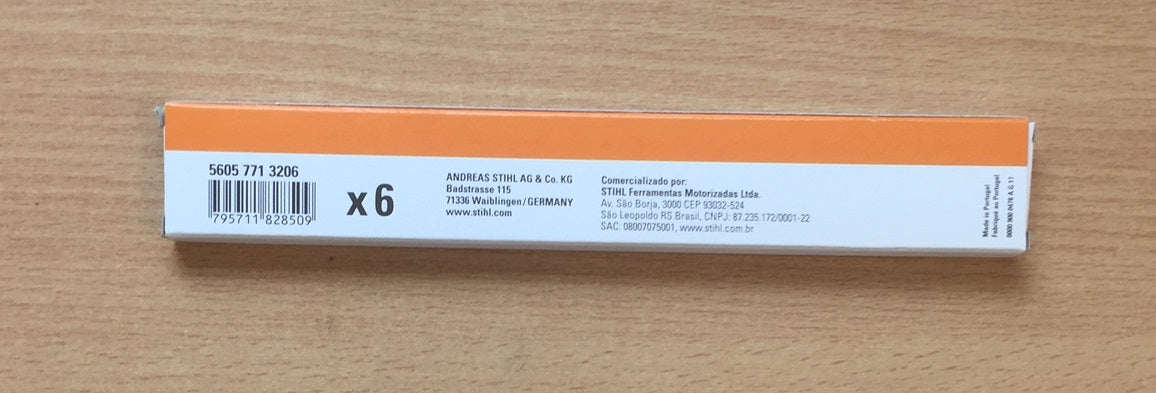 5605 771 3206
795711 828509
x 6
ANDREAS STIHL AG & Co. KG
Badstrasse 115
71336 Waiblingen/GERMANY
www.stihl.com
Comercializado por:
STIHL Ferramentas Motorizadas Ltda.
Av. São Borja, 3000 CEP 93032-524
São Leopoldo RS Brasil, CNPJ: 87.235.172/0001-22
SAC: 08007075001, www.stihl.com.br
Made in Portugal
Fabriqué au Portugal